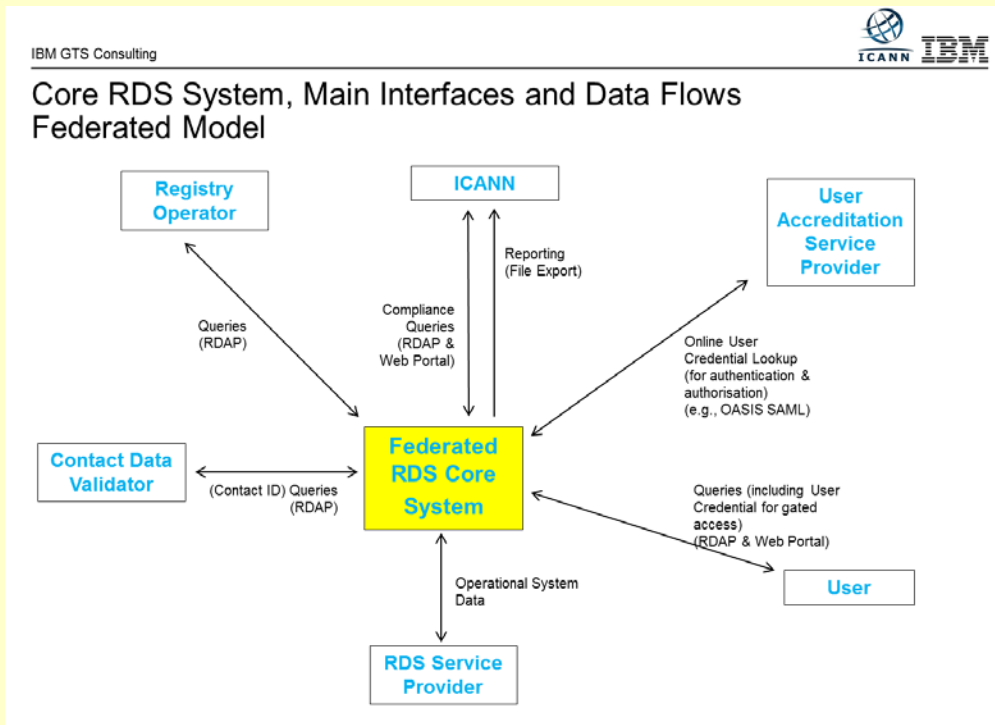 IBM GTS Consulting
ICANN
IBM
Core RDS System, Main Interfaces and Data Flows
Federated Model
Registry
Operator
ICANN
User
Accreditation
Service
Provider
Reporting
(File Export)
Compliance
Queries
(RDAP &
Web Portal)
Queries
(RDAP)
Online User
Credential Lookup
(for authentication &
authorisation)
(e.g., OASIS SAML)
Federated
RDS Core
System
Contact Data
Validator
(Contact ID) Queries
(RDAP)
Queries (including User
Credential for gated
access)
(RDAP & Web Portal)
User
Operational System
Data
RDS Service
Provider